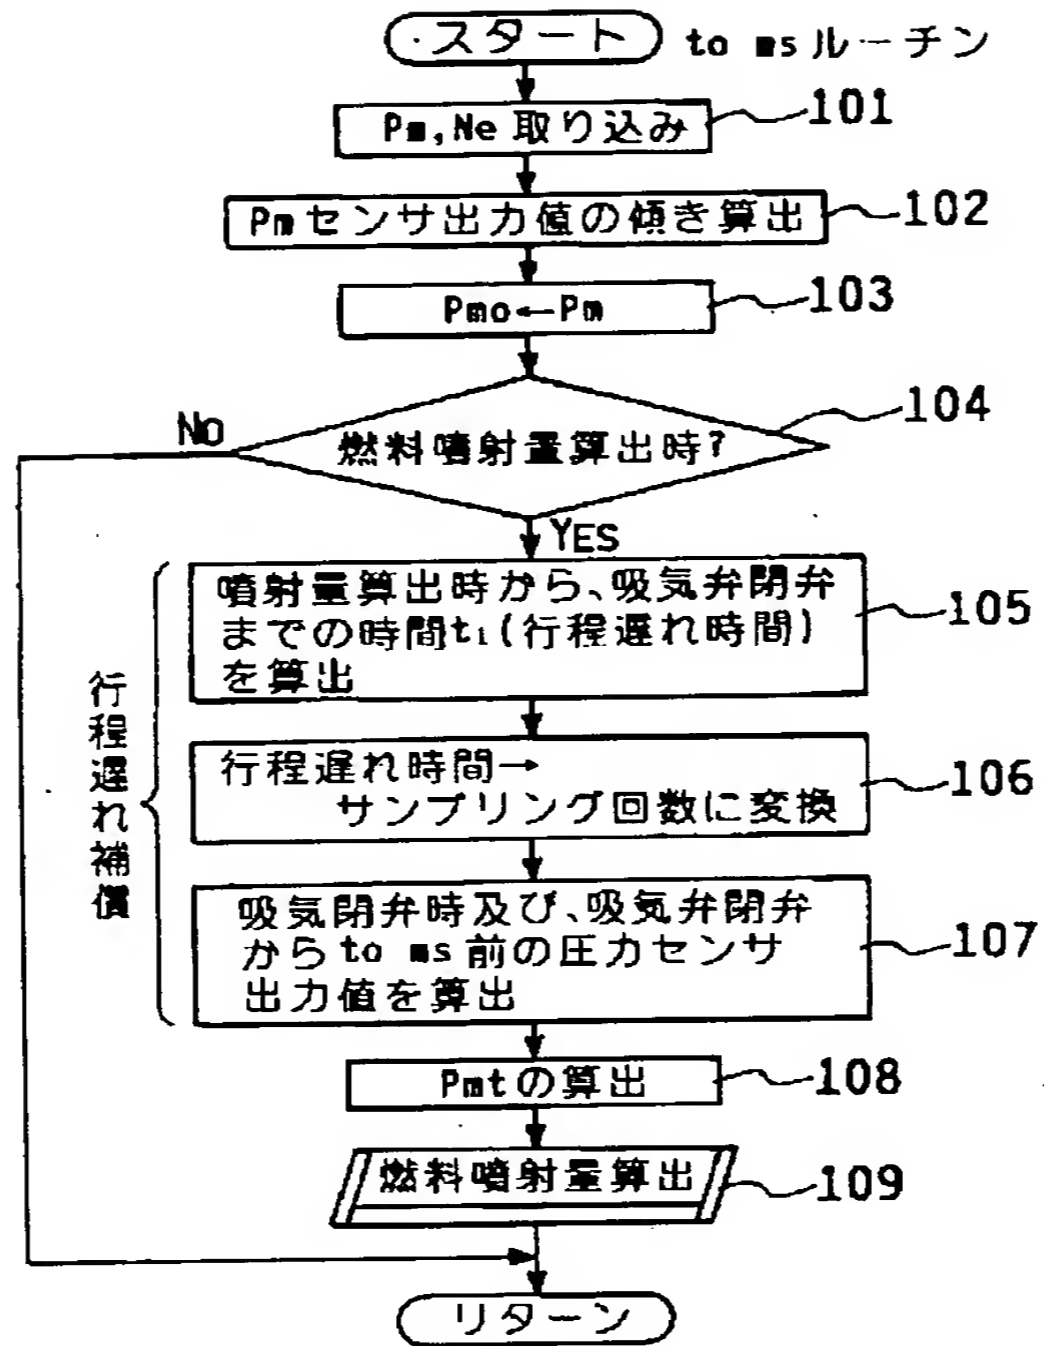 スタート
to ms ルーチン
Pm,Ne 取り込み
101
Pm センサ出力値の傾き算出
102
Pmo←Pm
103
燃料噴射量算出時?
104
No
YES
噴射量算出時から、吸気弁閉弁
までの時間t₁(行程遅れ時間)
を算出
105
行程遅れ時間→
サンプリング回数に変換
106
吸気閉弁時及び、吸気弁閉弁
からto ms 前の圧力センサ
出力値を算出
107
行程遅れ補償
Pmtの算出
108
燃料噴射量算出
109
リターン